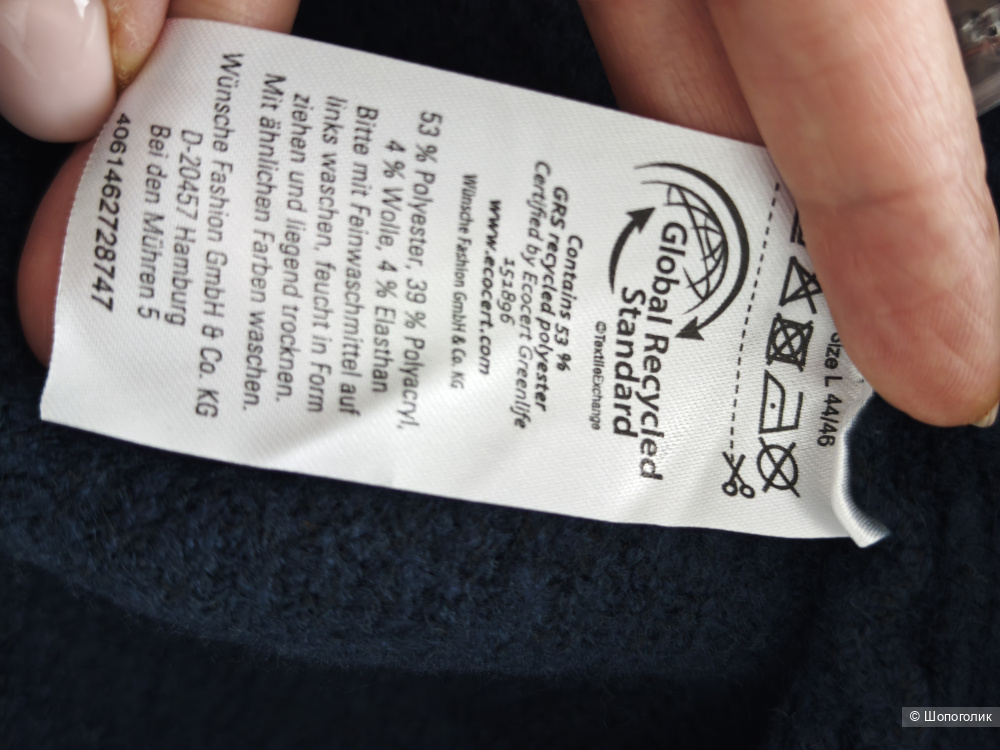 Size L 44/46
Global Recycled
Standard
©TextileExchange
Contains 53 %
GRS recycled polyester
Certified by Ecocert Greenlife
151896
www.ecocert.com
Wünsche Fashion GmbH & Co. KG
53 % Polyester, 39 % Polyacryl,
4 % Wolle, 4 % Elasthan
Bitte mit Feinwaschmittel auf
links waschen, feucht in Form
ziehen und liegend trocknen.
Mit ähnlichen Farben waschen.
Wünsche Fashion GmbH & Co. KG
D-20457 Hamburg
Bei den Mühren 5
4061462728747
© Шопоголик